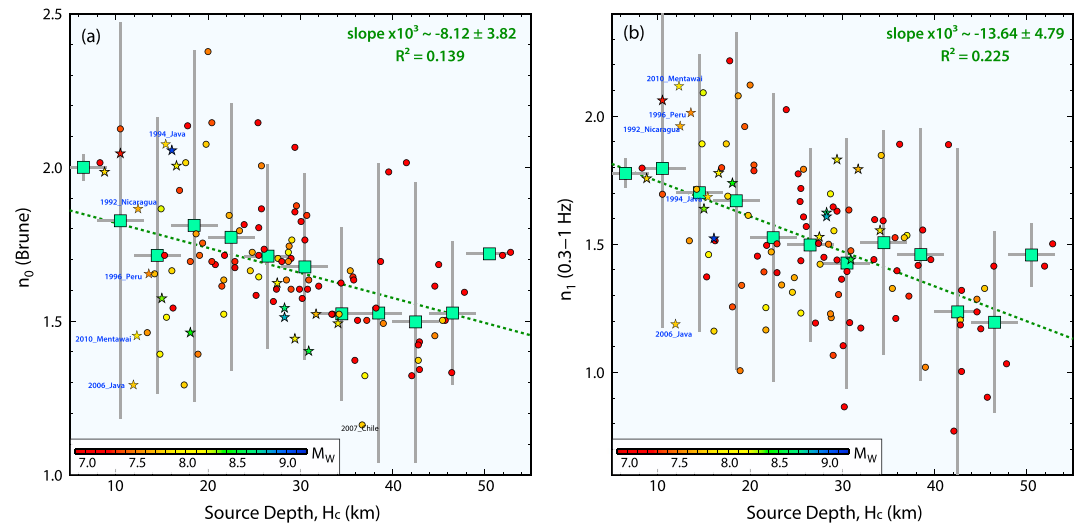 (a)
slope x10³ ~ -8.12 ± 3.82
R² = 0.139
2.5
2.0
1.5
1.0
n₀ (Brune)
1994_Java
1992_Nicaragua
1996_Peru
2010_Mentawai
2006_Java
2007_Chile
7.0 7.5 8.0 8.5 9.0 Mw
10 20 30 40 50
Source Depth, Hc (km)
(b)
slope x10³ ~ -13.64 ± 4.79
R² = 0.225
2.0
1.5
1.0
n₁ (0.3–1 Hz)
2010_Mentawai
1996_Peru
1992_Nicaragua
1994_Java
2006_Java
7.0 7.5 8.0 8.5 9.0 Mw
10 20 30 40 50
Source Depth, Hc (km)